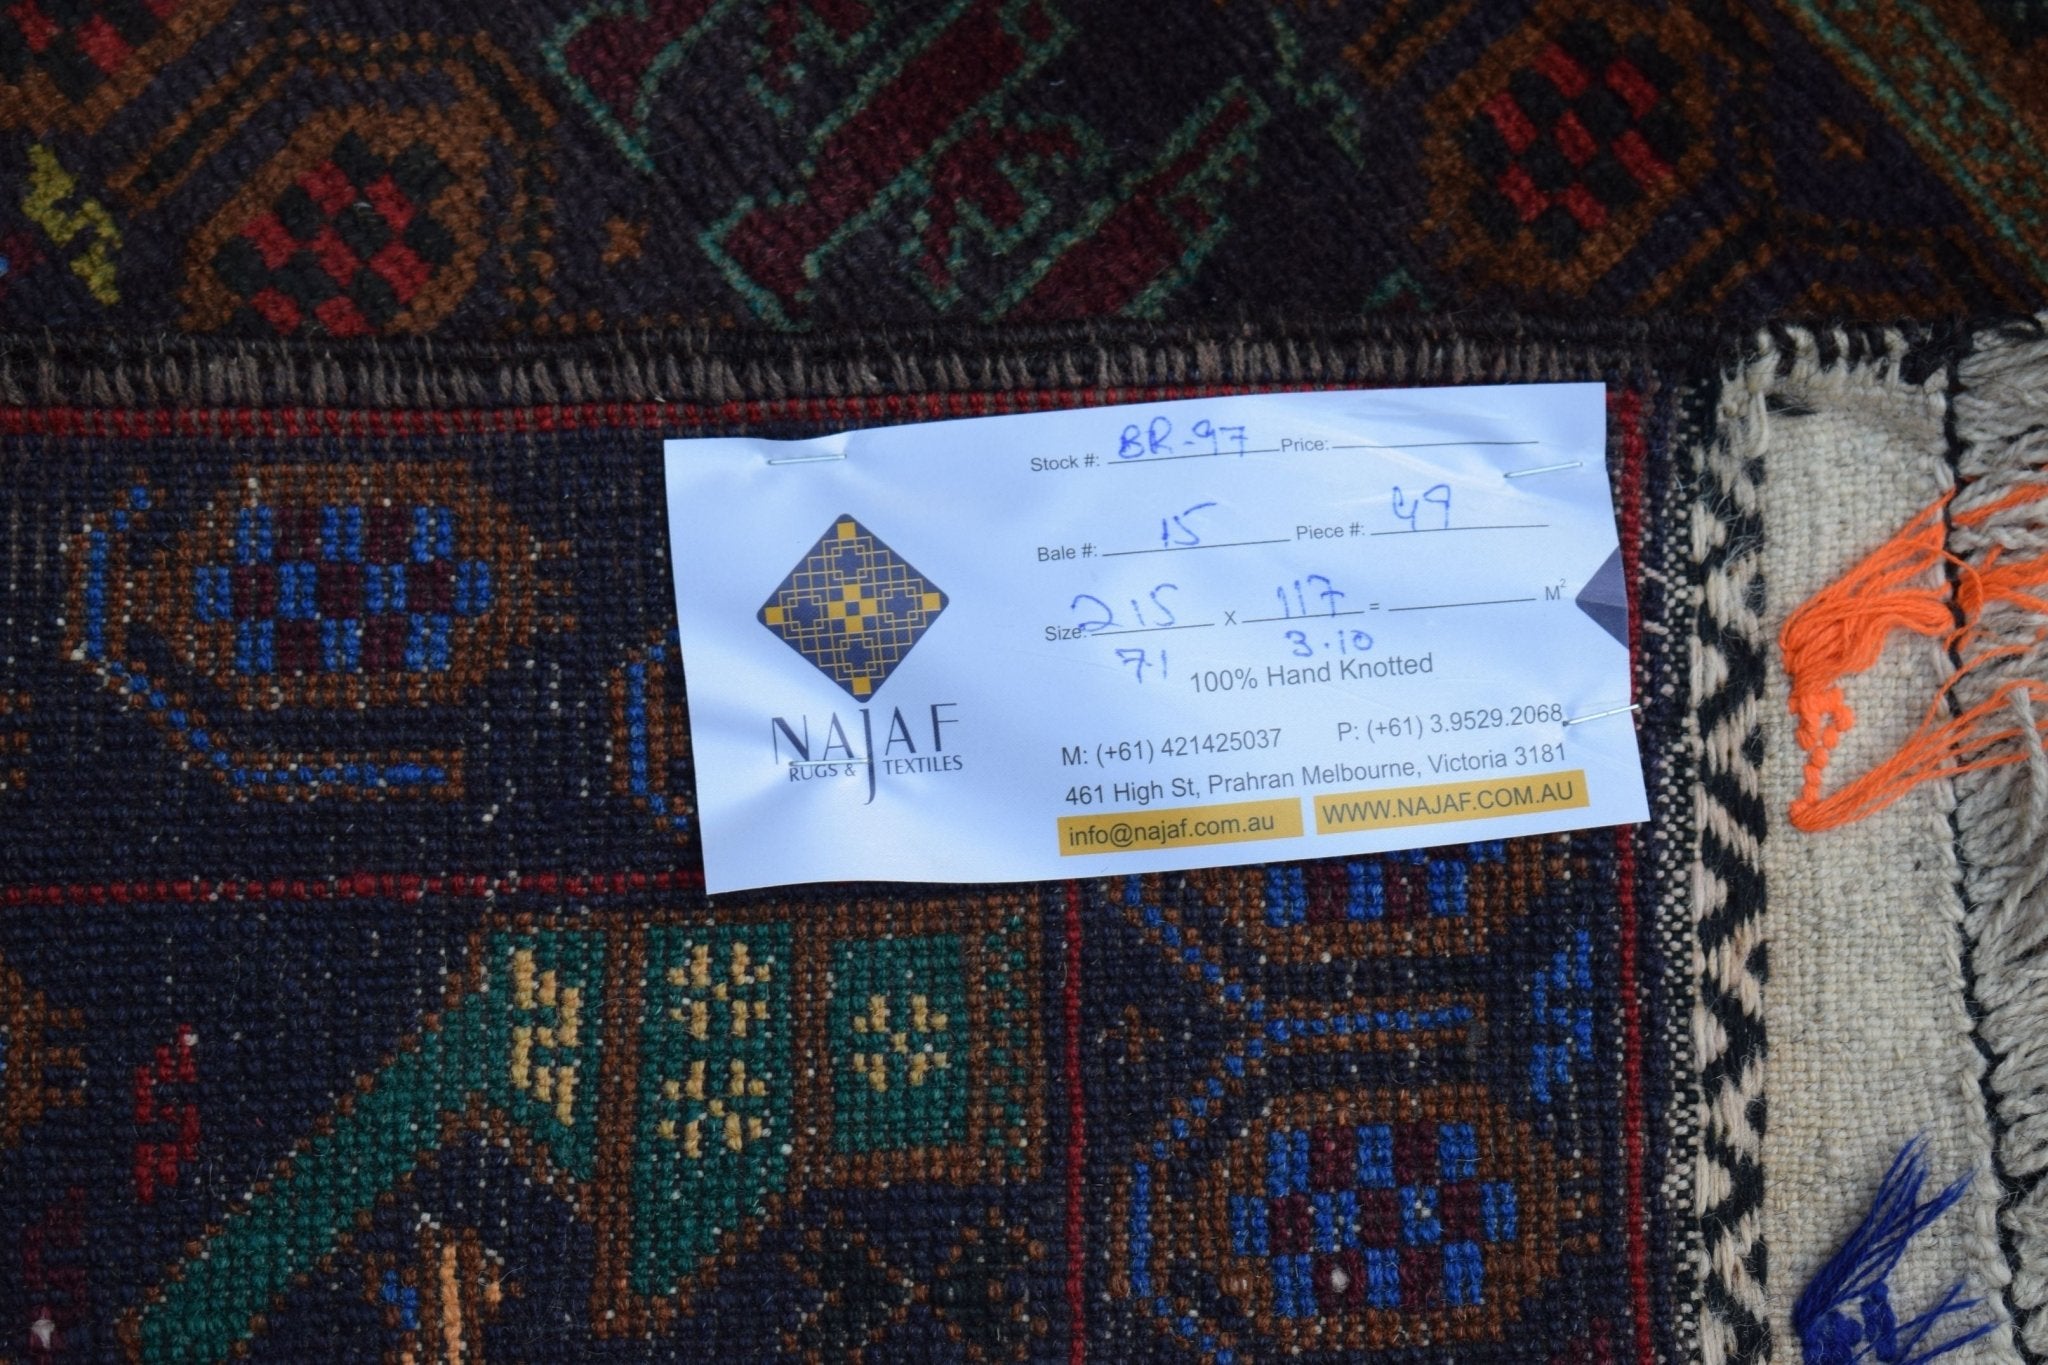 Stock #: BR-97 Price:
Bale #: 15 Piece #: 49
Size: 215 x 117 = M²
7.1 3.10
100% Hand Knotted
NAJAF
RUGS & TEXTILES
M: (+61) 421425037 P: (+61) 3.9529.2068
461 High St, Prahran Melbourne, Victoria 3181
info@najaf.com.au WWW.NAJAF.COM.AU